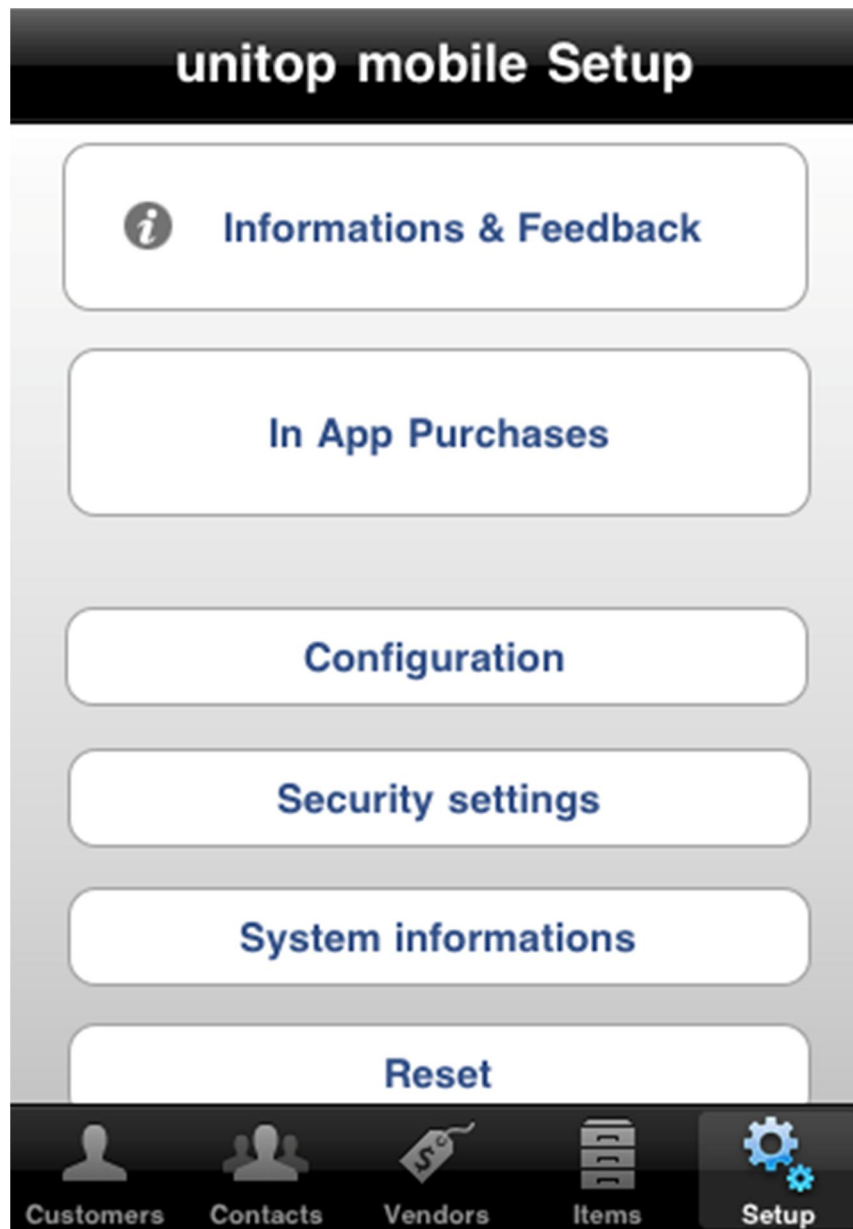 unitop mobile Setup
Informations & Feedback
In App Purchases
Configuration
Security settings
System informations
Reset
Customers Contacts Vendors Items Setup